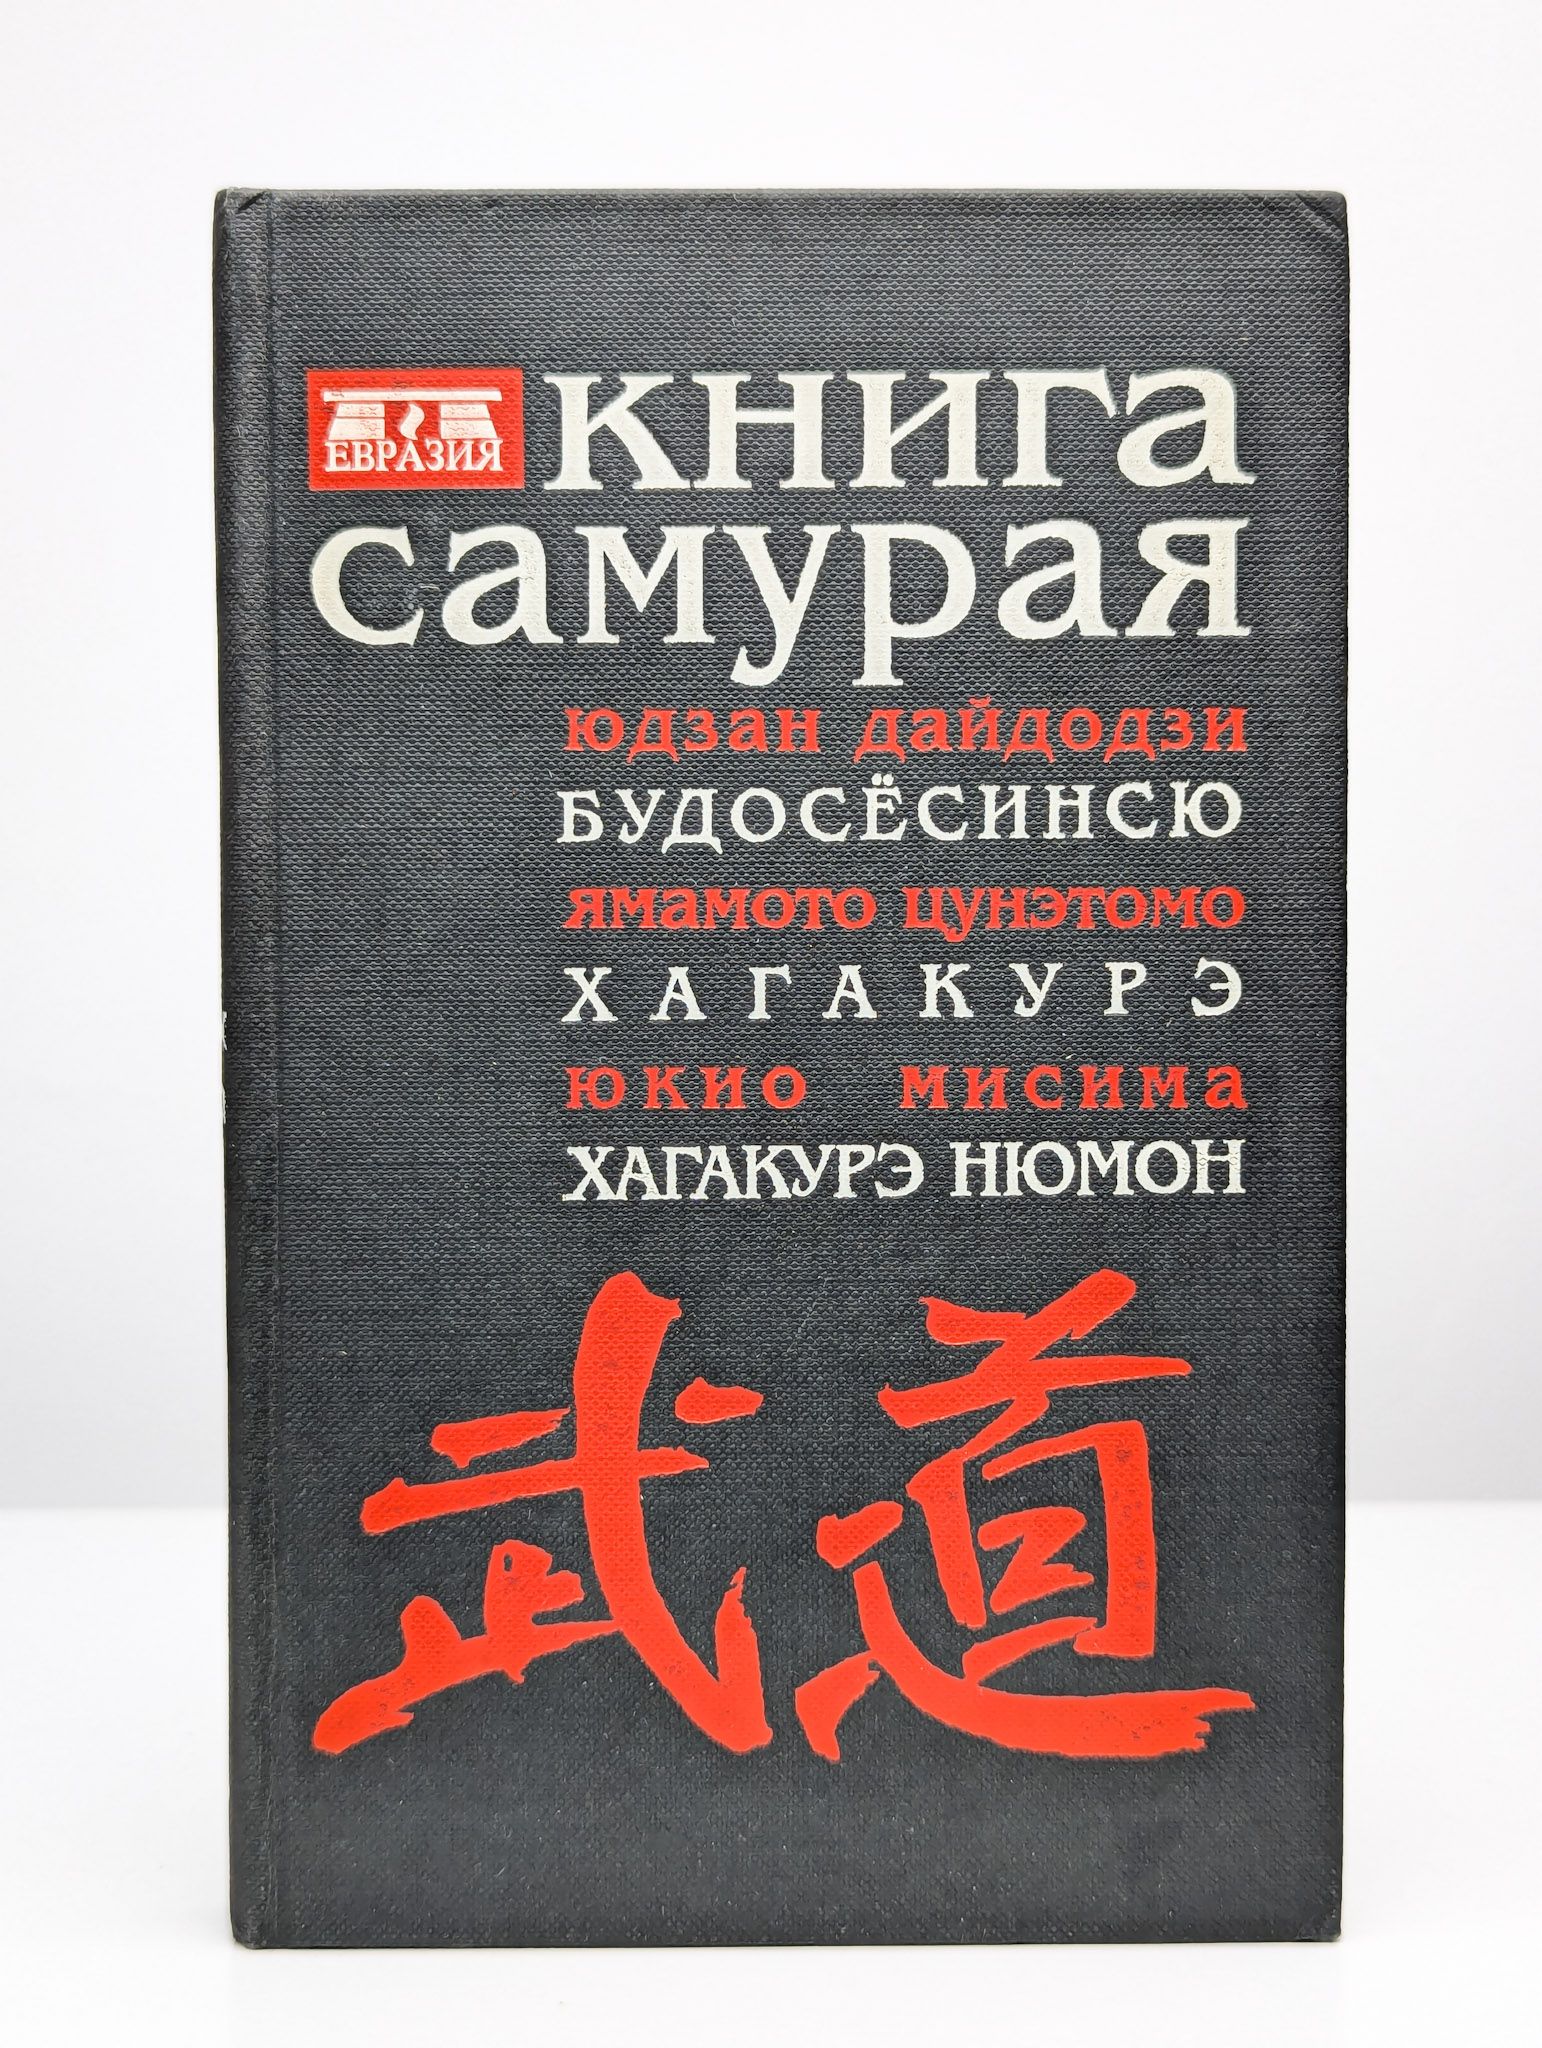 ЕВРАЗИЯ
книга
самурая
юдзан дайдодзи
БУДОСЁСИНСЮ
ямамото цунэтомо
ХАГАКУРЭ
юкио мисима
ХАГАКУРЭ НЮМОН
武道